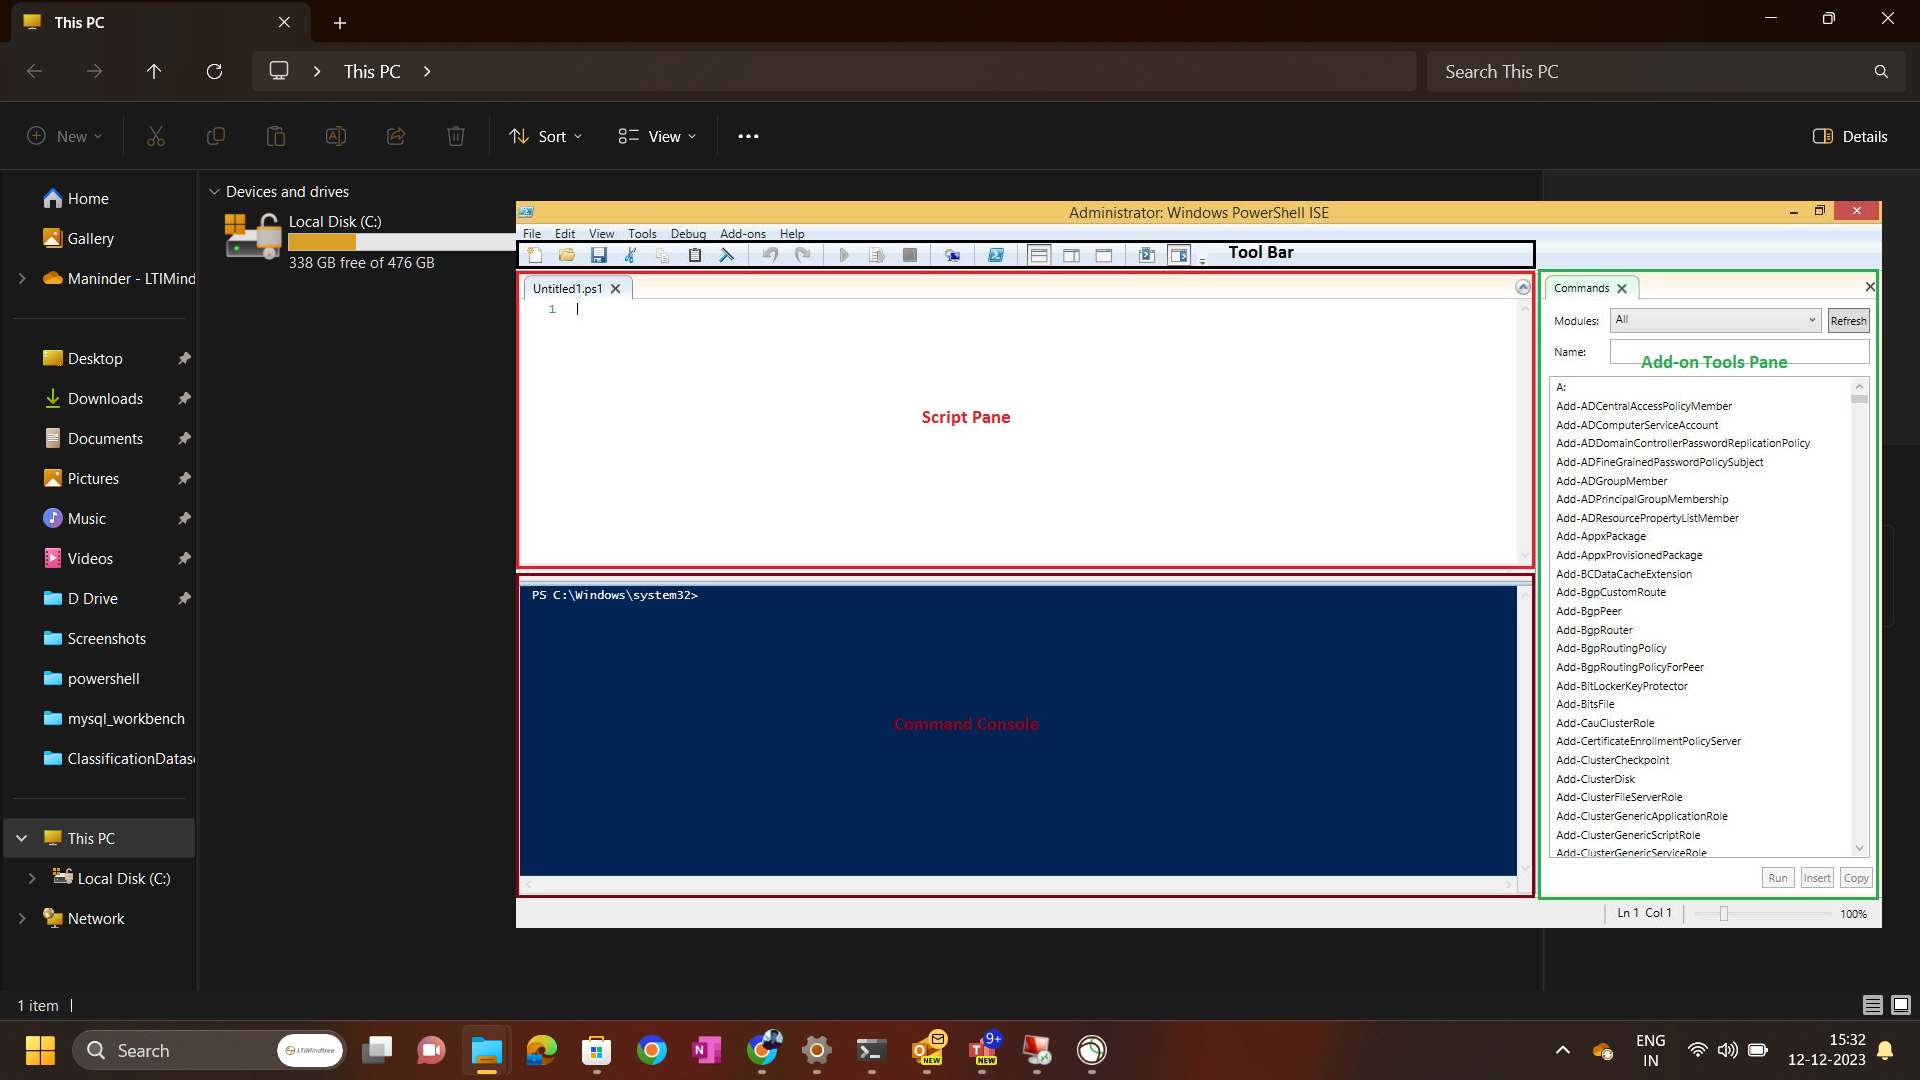 This PC
This PC
Search This PC
New
Sort
View
Details
Home
Gallery
Maninder - LTIMind
Desktop
Downloads
Documents
Pictures
Music
Videos
D Drive
Screenshots
powershell
mysql_workbench
ClassificationDatas
This PC
Local Disk (C:)
Network
Devices and drives
Local Disk (C:)
338 GB free of 476 GB
Administrator: Windows PowerShell ISE
File Edit View Tools Debug Add-ons Help
Tool Bar
Untitled1.ps1
1
Script Pane
PS C:\Windows\system32>
Command Console
Commands
Modules: All Refresh
Name:
Add-on Tools Pane
A:
Add-ADCentralAccessPolicyMember
Add-ADComputerServiceAccount
Add-ADDomainControllerPasswordReplicationPolicy
Add-ADFineGrainedPasswordPolicySubject
Add-ADGroupMember
Add-ADPrincipalGroupMembership
Add-ADResourcePropertyListMember
Add-AppxPackage
Add-AppxProvisionedPackage
Add-BCDataCacheExtension
Add-BgpCustomRoute
Add-BgpPeer
Add-BgpRouter
Add-BgpRoutingPolicy
Add-BgpRoutingPolicyForPeer
Add-BitLockerKeyProtector
Add-BitsFile
Add-CauClusterRole
Add-CertificateEnrollmentPolicyServer
Add-ClusterCheckpoint
Add-ClusterDisk
Add-ClusterFileServerRole
Add-ClusterGenericApplicationRole
Add-ClusterGenericScriptRole
Add-ClusterGenericServiceRole
Run Insert Copy
Ln 1 Col 1 100%
1 item
Search
LTIMindtree
NEW
9+
NEW
ENG
IN
15:32
12-12-2023